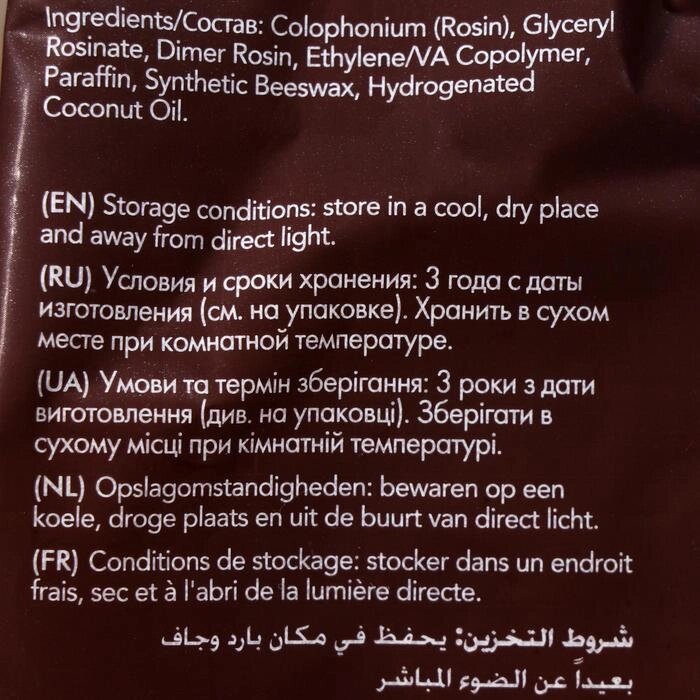 Ingredients/Состав: Colophonium (Rosin), Glyceryl
Rosinate, Dimer Rosin, Ethylene/VA Copolymer,
Paraffin, Synthetic Beeswax, Hydrogenated
Coconut Oil.
(EN) Storage conditions: store in a cool, dry place
and away from direct light.
(RU) Условия и сроки хранения: 3 года с даты
изготовления (см. на упаковке). Хранить в сухом
месте при комнатной температуре.
(UA) Умови та термін зберігання: 3 роки з дати
виготовлення (див. на упаковці). Зберігати в
сухому місці при кімнатній температурі.
(NL) Opslagomstandigheden: bewaren op een
koele, droge plaats en uit de buurt van direct licht.
(FR) Conditions de stockage: stocker dans un endroit
frais, sec et à l'abri de la lumière directe.
شروط التخزين: يحفظ في مكان بارد وجاف
بعيداً عن الضوء المباشر